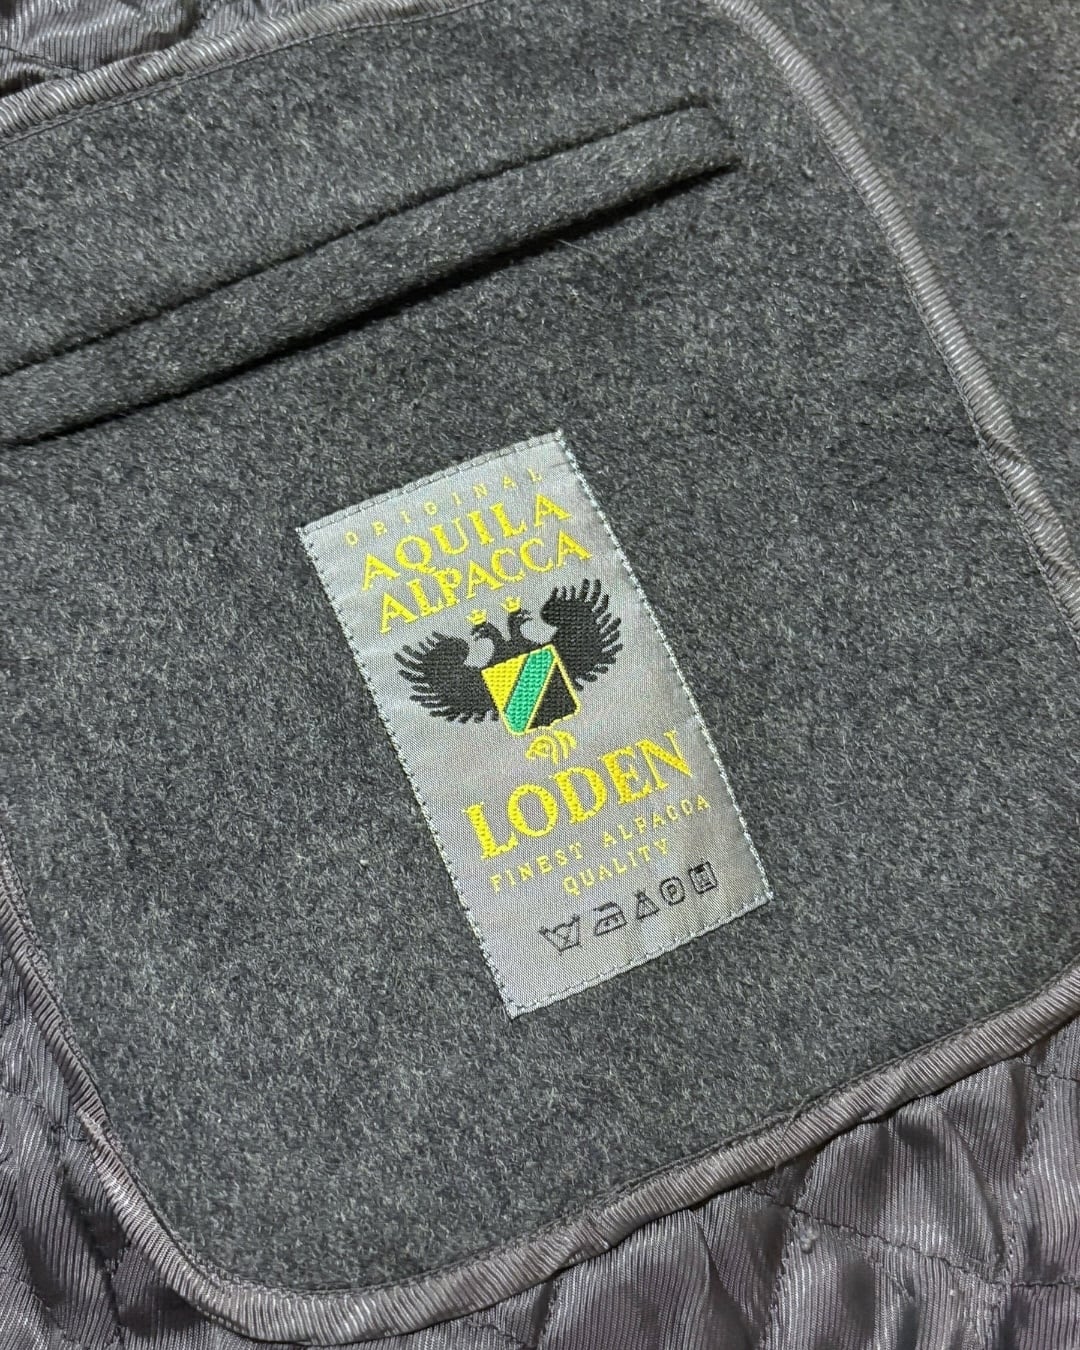 ORIGINAL
AQUILA
ALPACCA
LODEN
FINEST ALPACCA
QUALITY